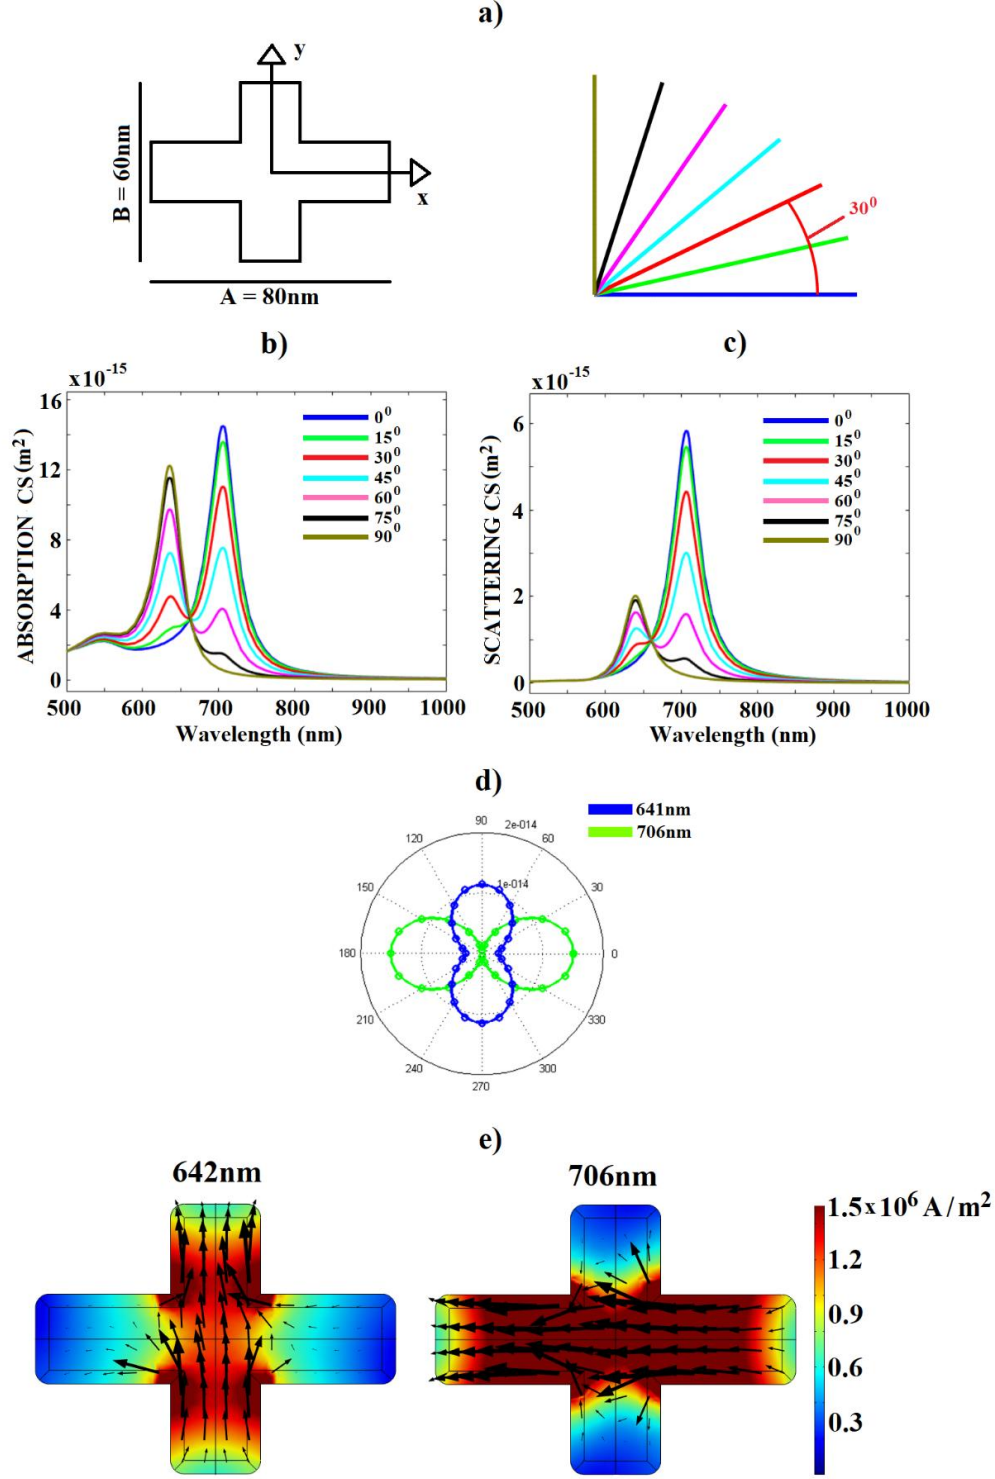 a)
y
x
B = 60nm
A = 80nm
30⁰
b)
x10⁻¹⁵
ABSORPTION CS(m²)
16
12
8
4
0
0⁰
15⁰
30⁰
45⁰
60⁰
75⁰
90⁰
500 600 700 800 900 1000
Wavelength (nm)
c)
x10⁻¹⁵
SCATTERING CS(m²)
6
4
2
0
0⁰
15⁰
30⁰
45⁰
60⁰
75⁰
90⁰
500 600 700 800 900 1000
Wavelength (nm)
d)
641nm
706nm
90 2e-014
120 60
1e-014
150 30
180 0
210 330
240 300
270
e)
642nm
706nm
1.5x10⁶ A/m²
1.2
0.9
0.6
0.3